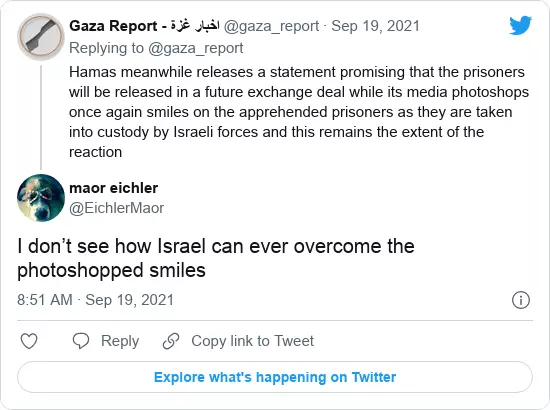 Gaza Report - اخبار غزة @gaza_report · Sep 19, 2021
Replying to @gaza_report
Hamas meanwhile releases a statement promising that the prisoners
will be released in a future exchange deal while its media photoshops
once again smiles on the apprehended prisoners as they are taken
into custody by Israeli forces and this remains the extent of the
reaction
maor eichler
@EichlerMaor
I don’t see how Israel can ever overcome the
photoshopped smiles
8:51 AM · Sep 19, 2021
Reply
Copy link to Tweet
Explore what's happening on Twitter